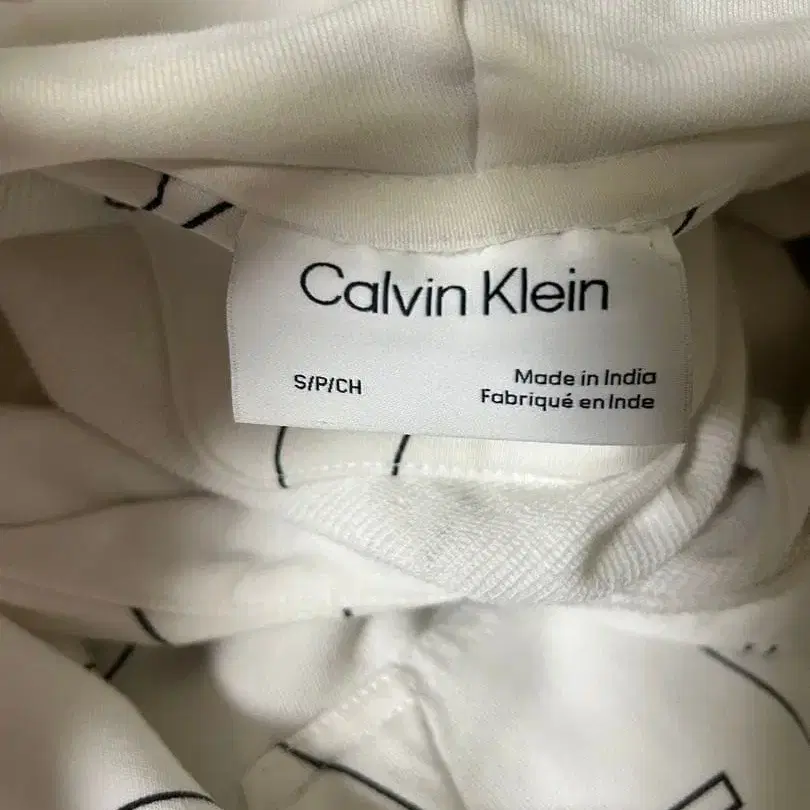 Calvin Klein
S/P/CH
Made in India
Fabriqué en Inde